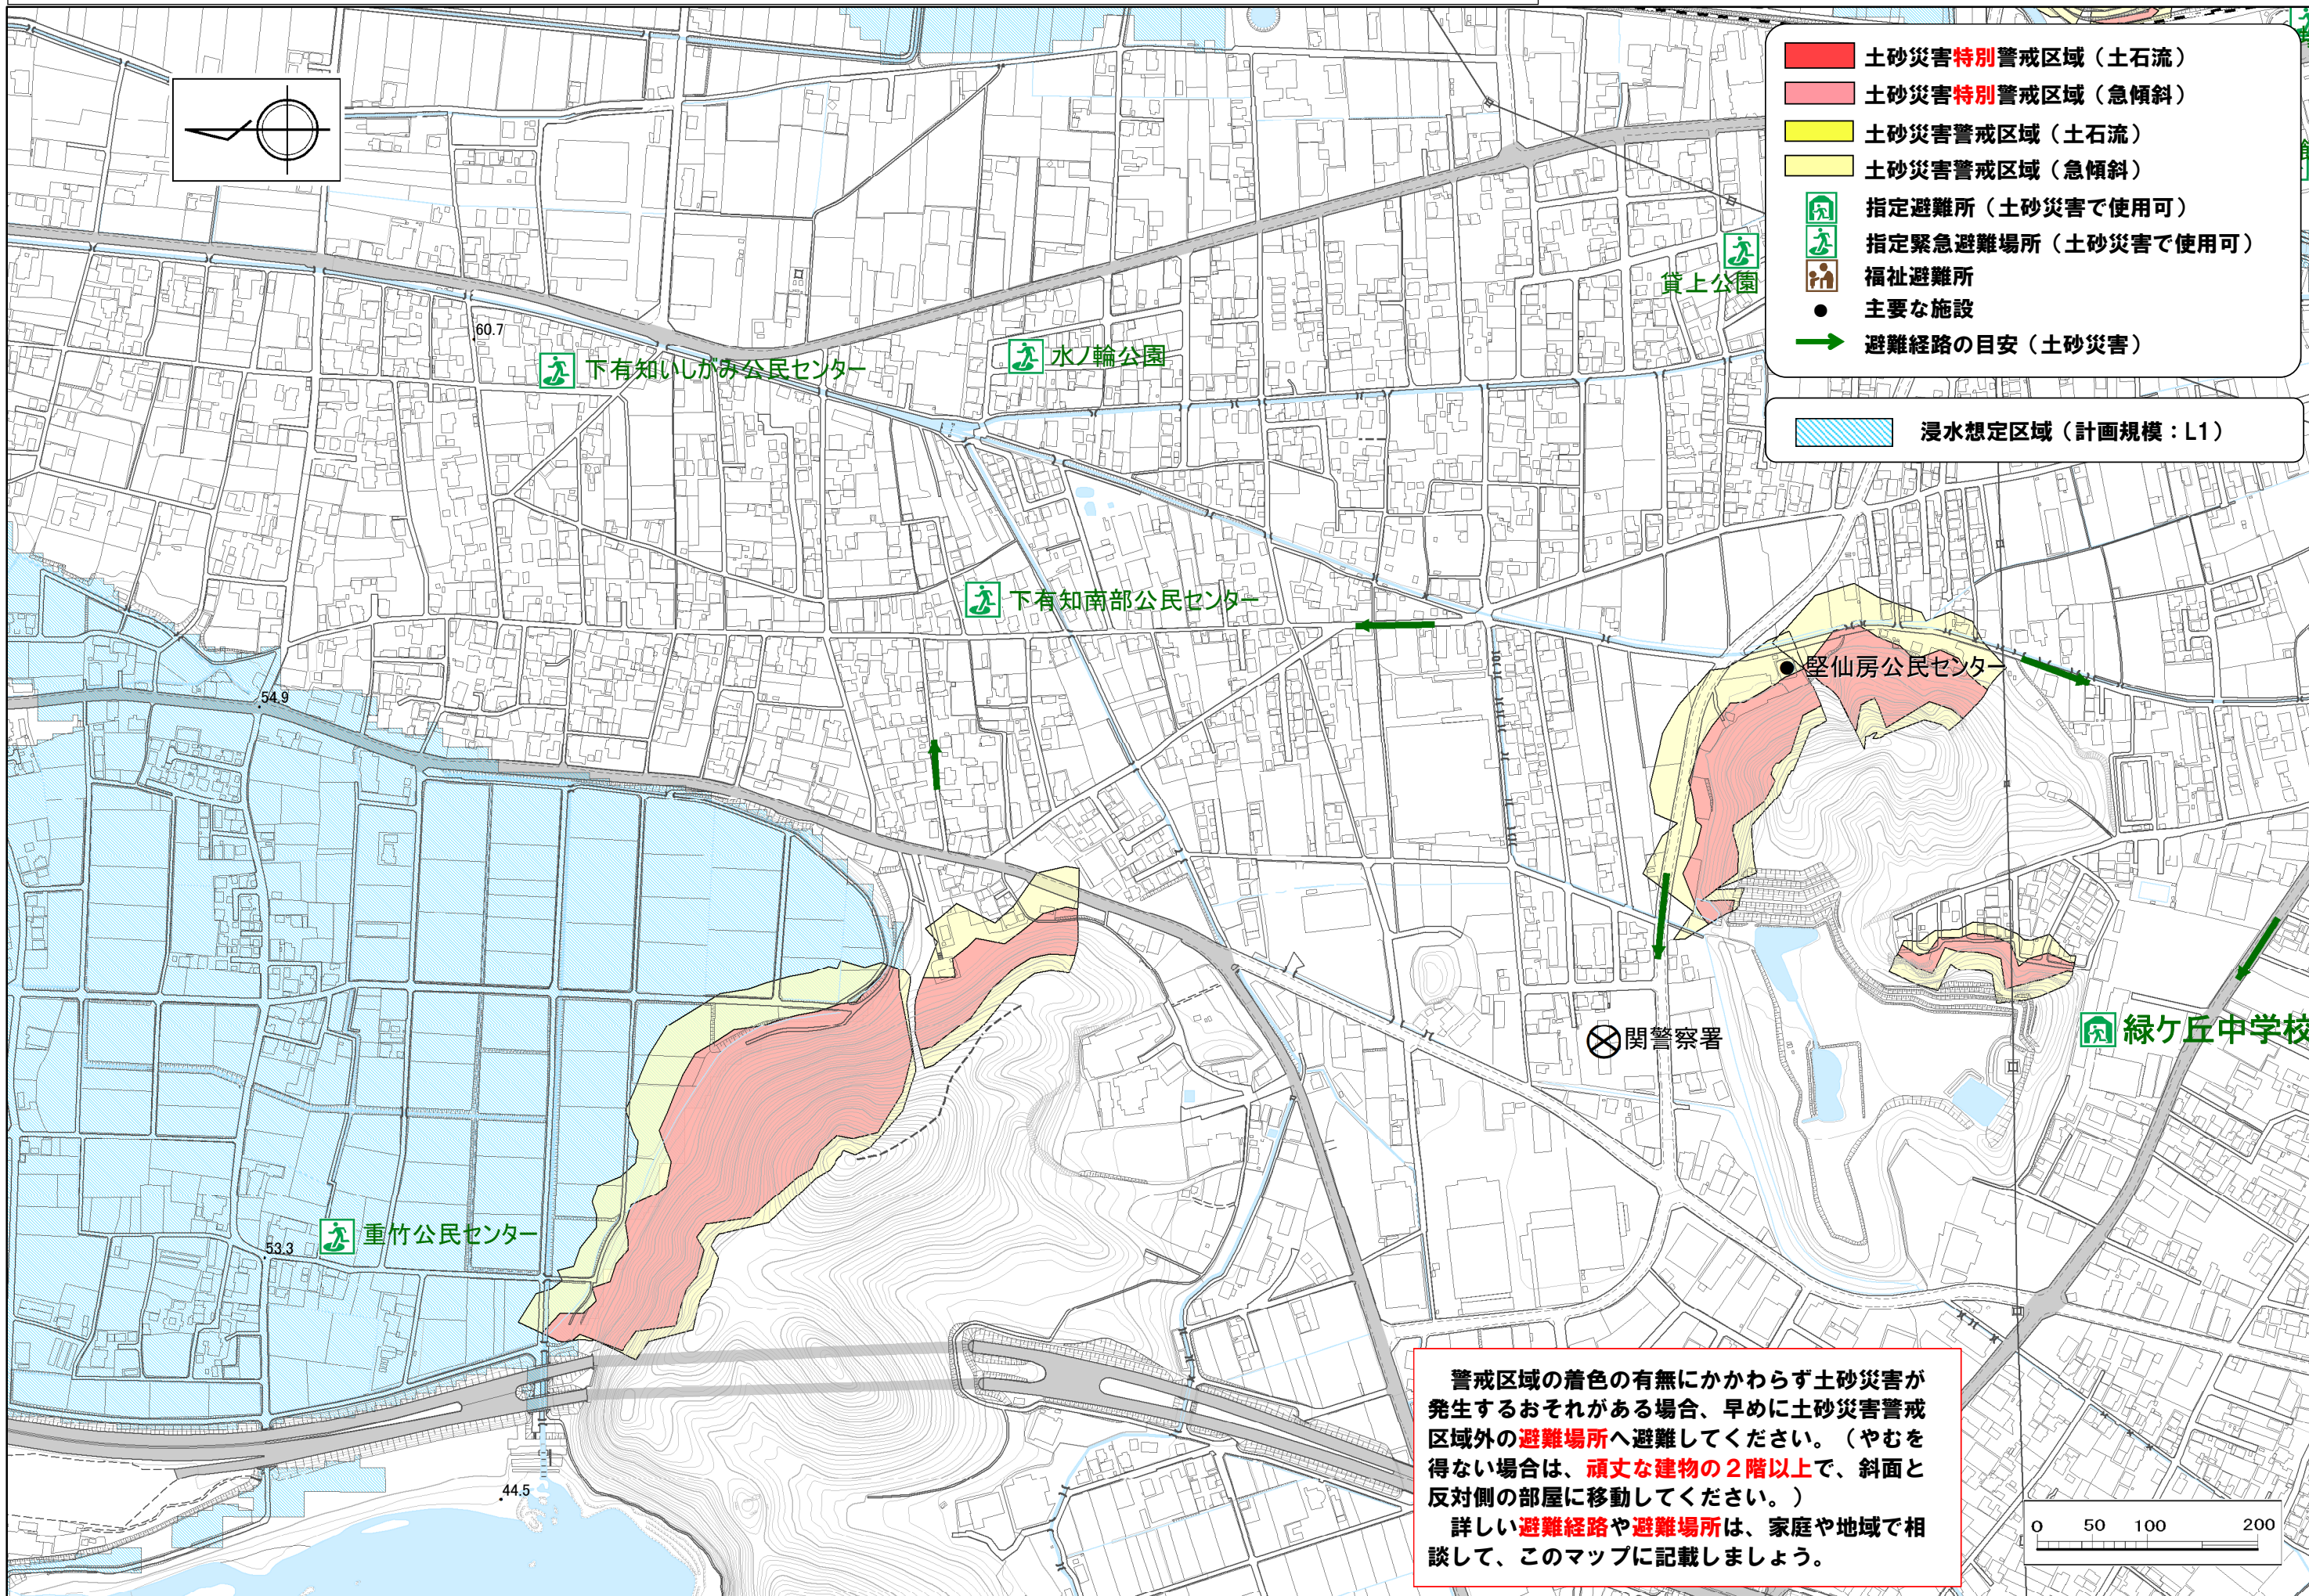 土砂災害特別警戒区域（土石流）
土砂災害特別警戒区域（急傾斜）
土砂災害警戒区域（土石流）
土砂災害警戒区域（急傾斜）
指定避難所（土砂災害で使用可）
指定緊急避難場所（土砂災害で使用可）
福祉避難所
主要な施設
避難経路の目安（土砂災害）
浸水想定区域（計画規模：L1）
貸上公園
60.7
下有知いしがみ公民センター
水ノ輪公園
下有知南部公民センター
堅仙房公民センター
54.9
緑ケ丘中学校
関警察署
重竹公民センター
53.3
44.5
警戒区域の着色の有無にかかわらず土砂災害が
発生するおそれがある場合、早めに土砂災害警戒
区域外の避難場所へ避難してください。（やむを
得ない場合は、頑丈な建物の２階以上で、斜面と
反対側の部屋に移動してください。）
詳しい避難経路や避難場所は、家庭や地域で相
談して、このマップに記載しましょう。
0 50 100 200